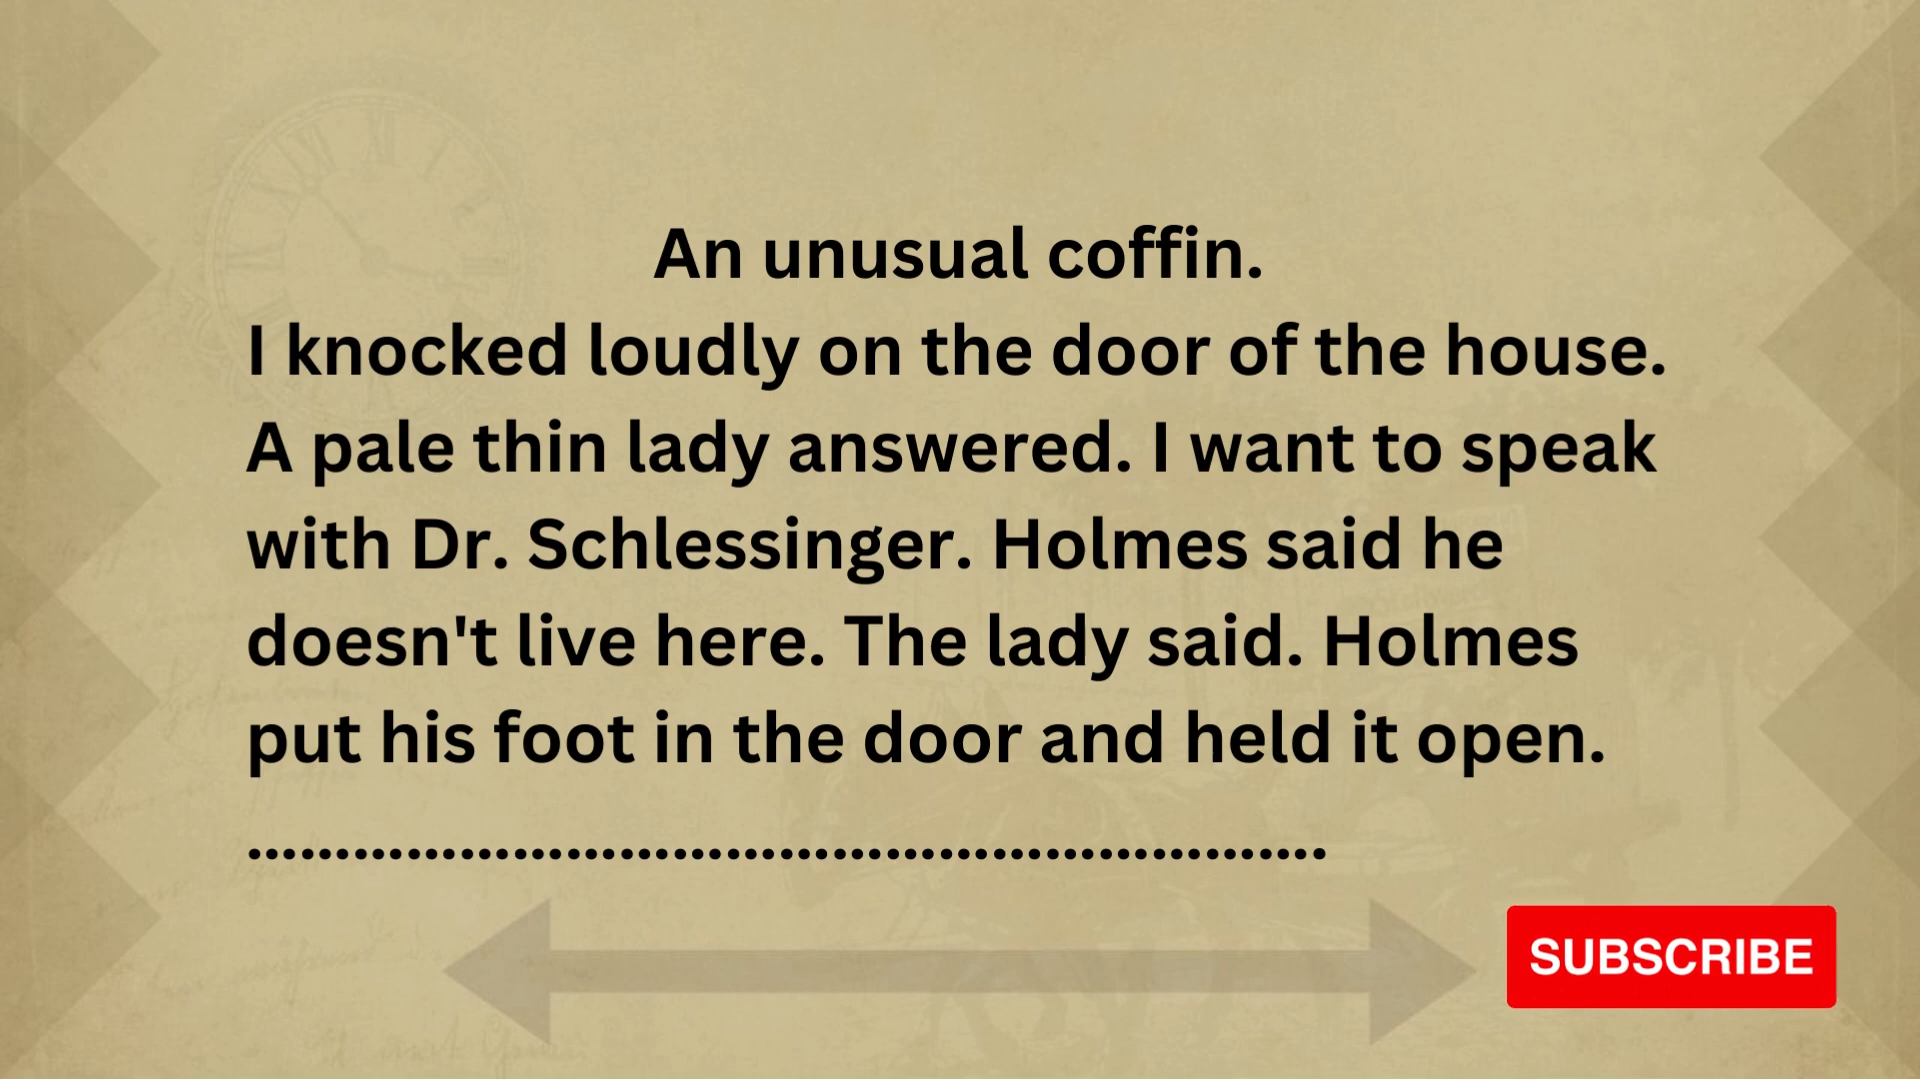 An unusual coffin.
I knocked loudly on the door of the house.
A pale thin lady answered. I want to speak
with Dr. Schlessinger. Holmes said he
doesn't live here. The lady said. Holmes
put his foot in the door and held it open.
.............................................................
SUBSCRIBE